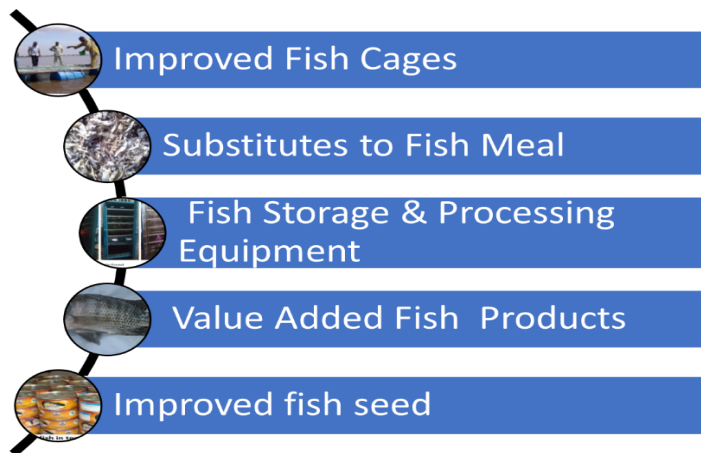 Improved Fish Cages
Substitutes to Fish Meal
Fish Storage & Processing
Equipment
Value Added Fish Products
Improved fish seed